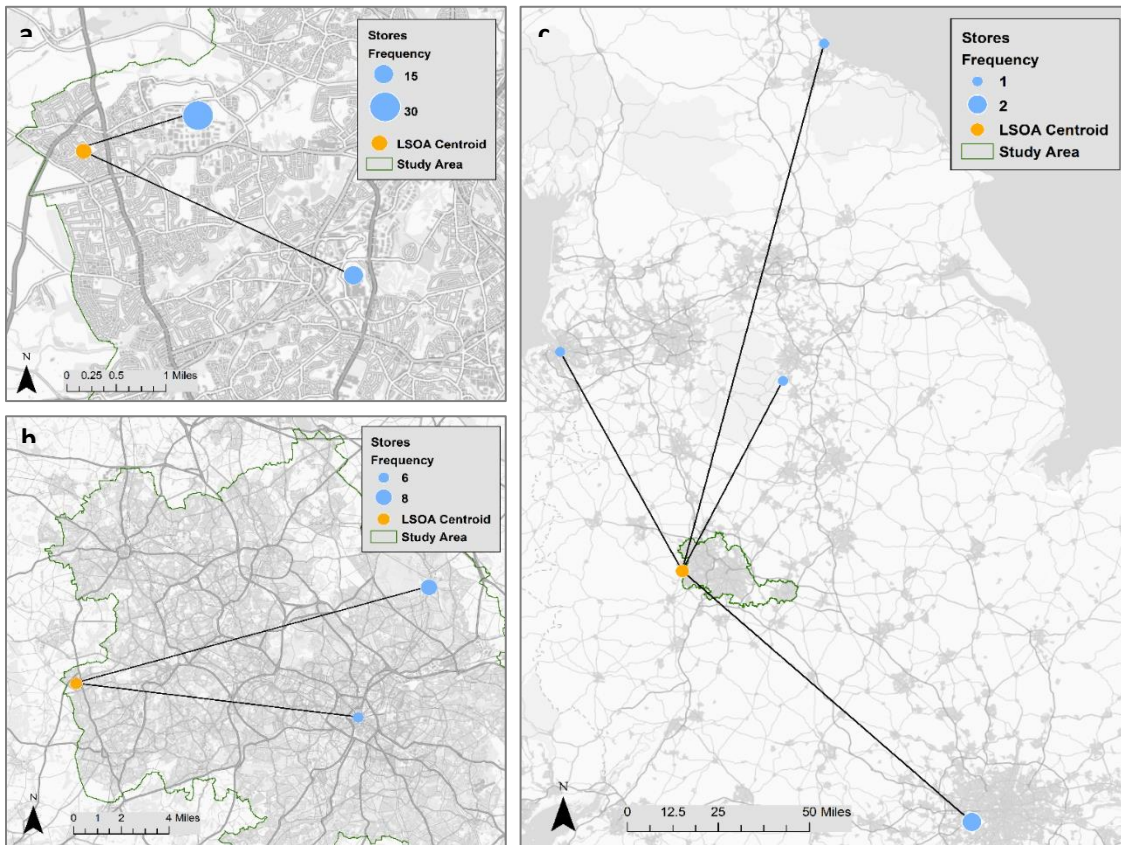 a
Stores
Frequency
15
30
LSOA Centroid
Study Area
N
0 0.25 0.5 1 Miles
b
Stores
Frequency
6
8
LSOA Centroid
Study Area
N
0 1 2 4 Miles
c
Stores
Frequency
1
2
LSOA Centroid
Study Area
N
0 12.5 25 50 Miles